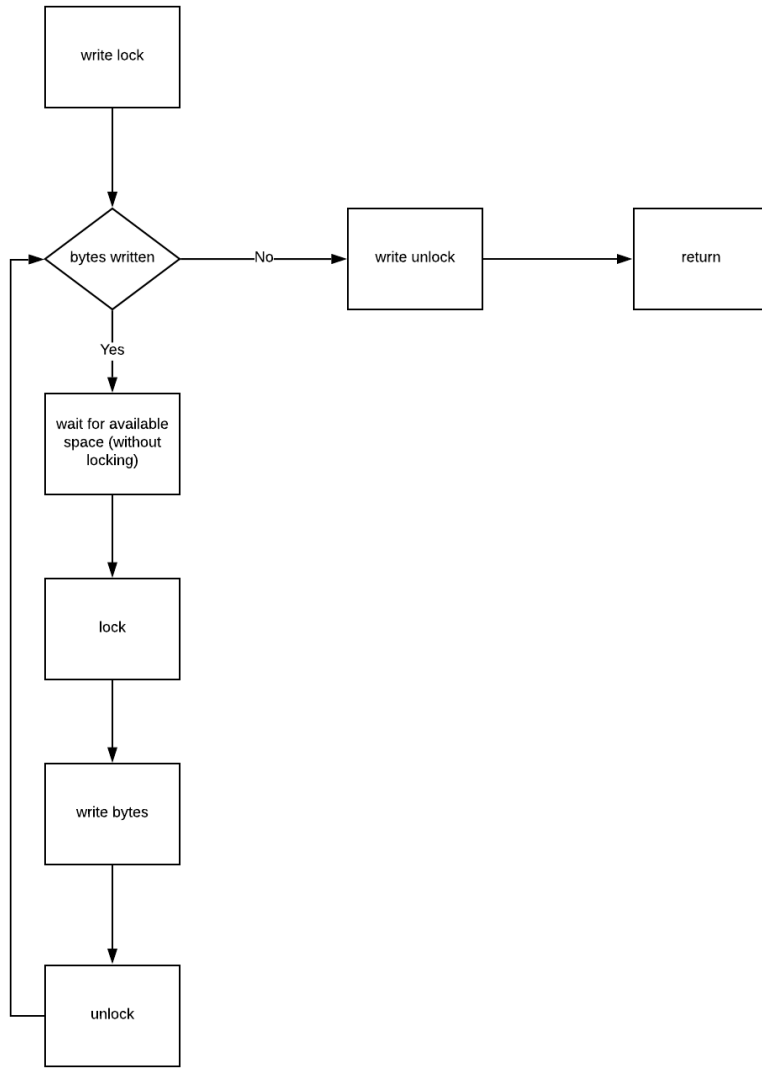 write lock
bytes written
No
write unlock
return
Yes
wait for available
space (without
locking)
lock
write bytes
unlock